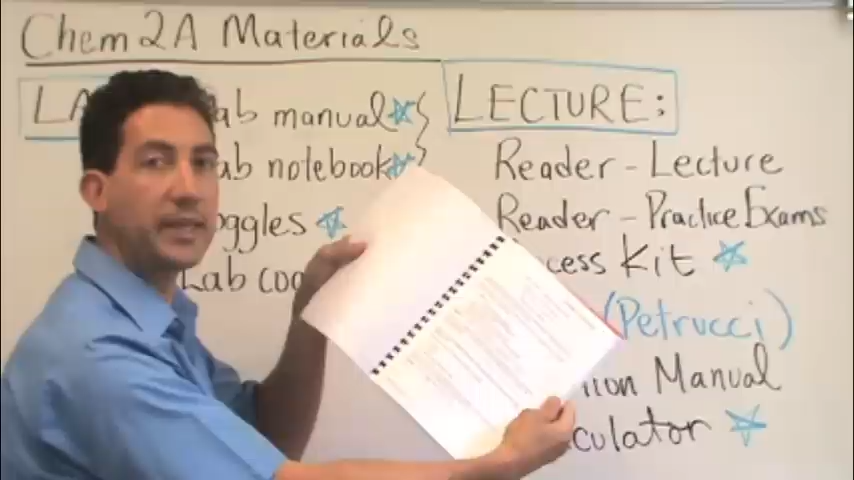 Chem 2A Materials
LA
ab manual
ab notebook
oggles
Lab coa
LECTURE:
Reader - Lecture
Reader - Practice Exams
cess Kit
(Petrucci)
tion Manual
culator